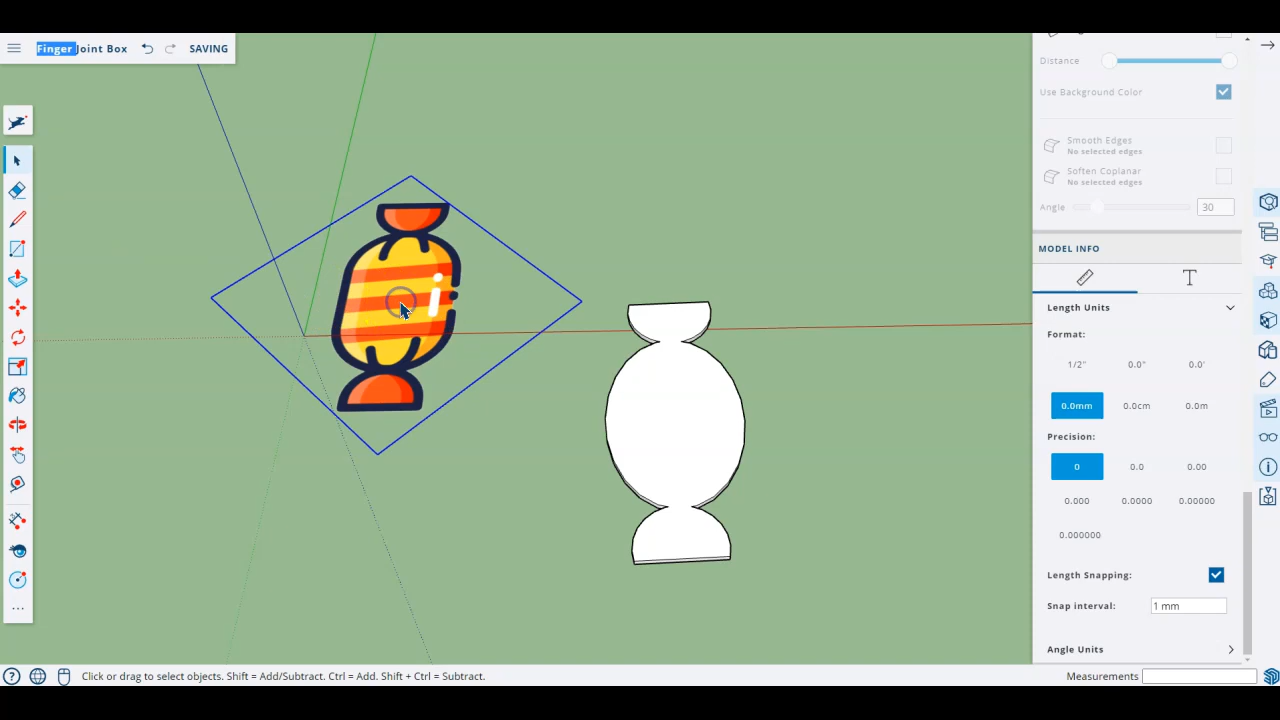 Finger Joint Box SAVING
Distance
Use Background Color
Smooth Edges
No selected edges
Soften Coplanar
No selected edges
Angle 30
MODEL INFO
Length Units
Format:
1/2" 0.0" 0.0'
0.0mm 0.0cm 0.0m
Precision:
0 0.0 0.00
0.000 0.0000 0.00000
0.000000
Length Snapping:
Snap interval: 1 mm
Angle Units
Click or drag to select objects. Shift = Add/Subtract. Ctrl = Add. Shift + Ctrl = Subtract. Measurements